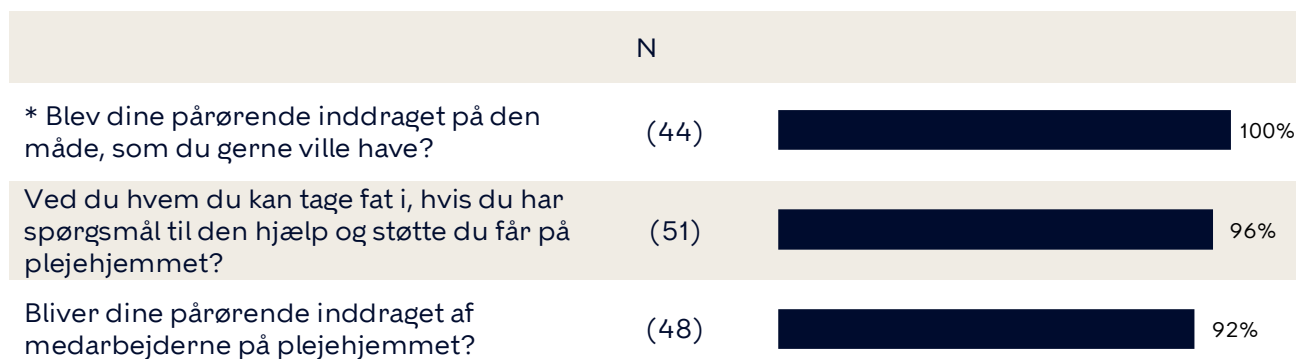 N
* Blev dine pårørende inddraget på den
måde, som du gerne ville have?
(44)
100%
Ved du hvem du kan tage fat i, hvis du har
spørgsmål til den hjælp og støtte du får på
plejehjemmet?
(51)
96%
Bliver dine pårørende inddraget af
medarbejderne på plejehjemmet?
(48)
92%